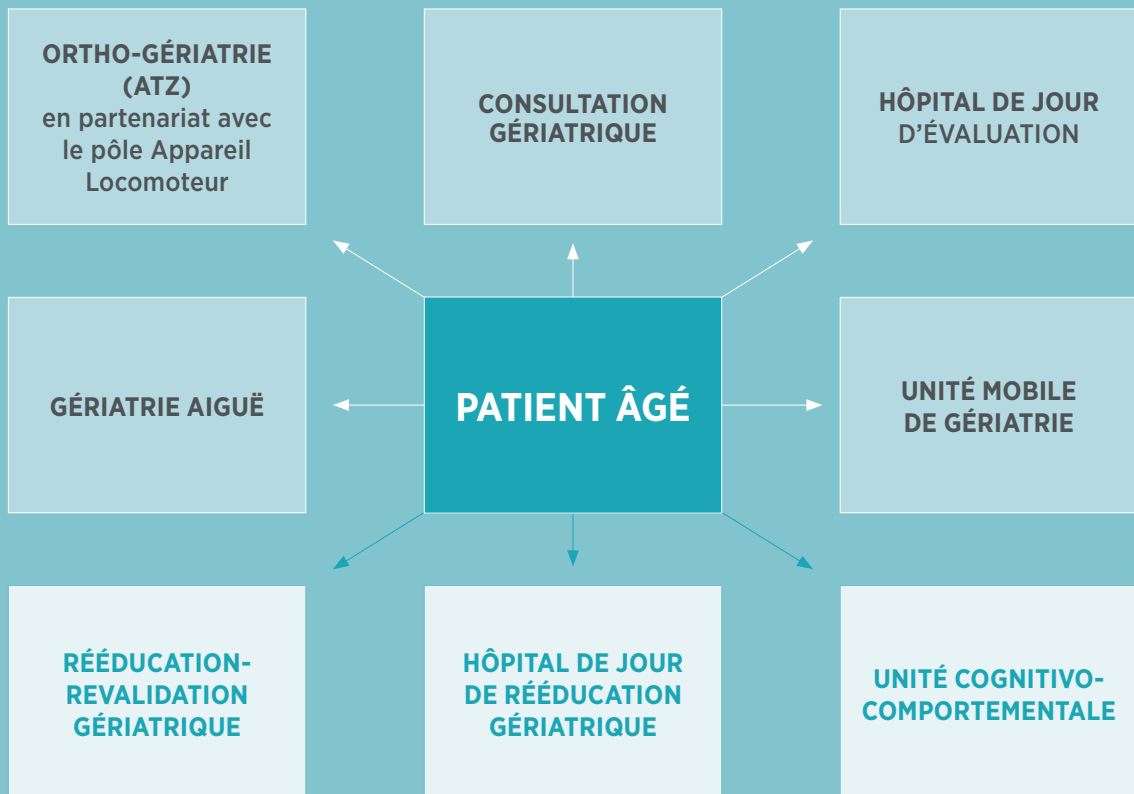 ORTHO-GÉRIATRIE
(ATZ)
en partenariat avec
le pôle Appareil
Locomoteur
CONSULTATION
GÉRIATRIQUE
HÔPITAL DE JOUR
D’ÉVALUATION
GÉRIATRIE AIGUË
PATIENT ÂGÉ
UNITÉ MOBILE
DE GÉRIATRIE
RÉÉDUCATION-
REVALIDATION
GÉRIATRIQUE
HÔPITAL DE JOUR
DE RÉÉDUCATION
GÉRIATRIQUE
UNITÉ COGNITIVO-
COMPORTEMENTALE